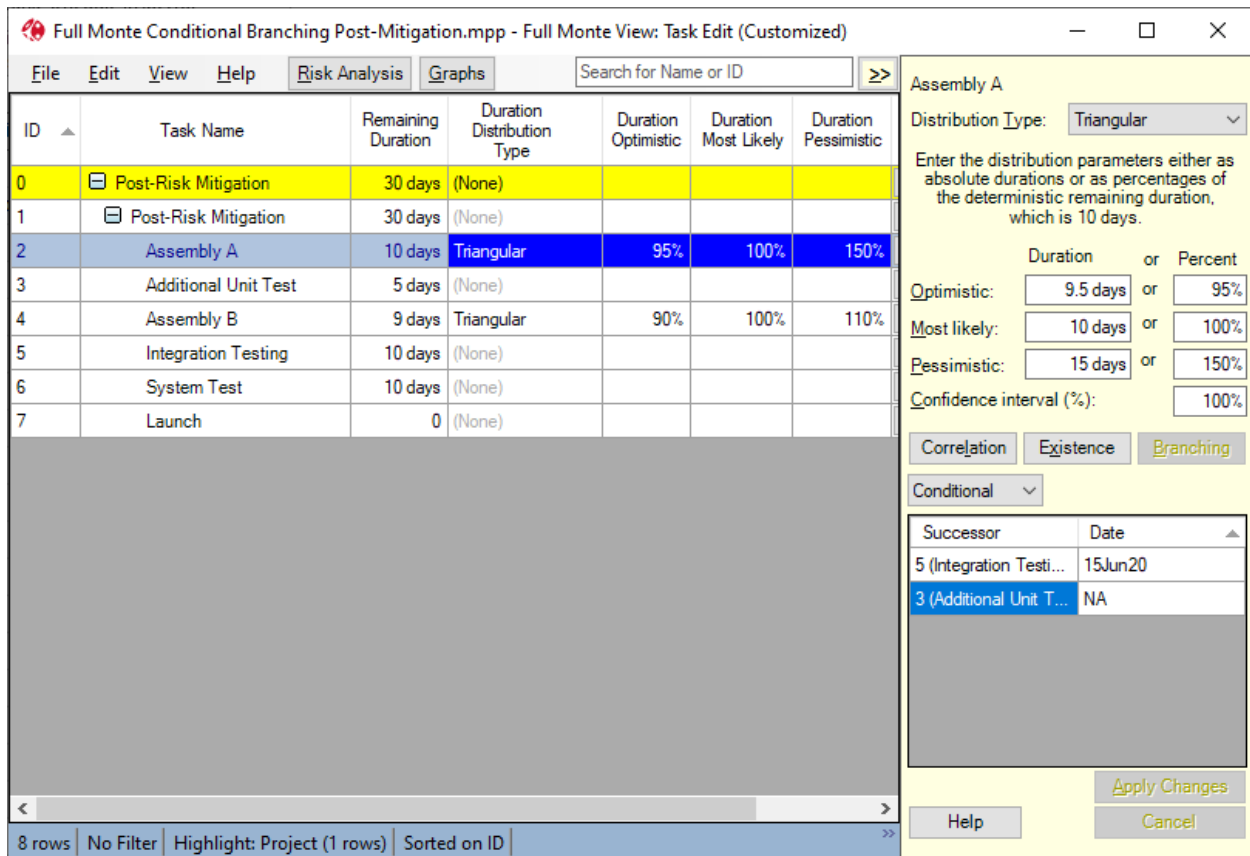 Full Monte Conditional Branching Post-Mitigation.mpp - Full Monte View: Task Edit (Customized)
File Edit View Help Risk Analysis Graphs Search for Name or ID >>
ID Task Name Remaining Duration Duration Distribution Type Duration Optimistic Duration Most Likely Duration Pessimistic
0 Post-Risk Mitigation 30 days (None)
1 Post-Risk Mitigation 30 days (None)
2 Assembly A 10 days Triangular 95% 100% 150%
3 Additional Unit Test 5 days (None)
4 Assembly B 9 days Triangular 90% 100% 110%
5 Integration Testing 10 days (None)
6 System Test 10 days (None)
7 Launch 0 (None)
8 rows No Filter Highlight: Project (1 rows) Sorted on ID »
Assembly A
Distribution Type: Triangular
Enter the distribution parameters either as
absolute durations or as percentages of
the deterministic remaining duration,
which is 10 days.
Duration or Percent
Optimistic: 9.5 days or 95%
Most likely: 10 days or 100%
Pessimistic: 15 days or 150%
Confidence interval (%): 100%
Correlation Existence Branching
Conditional
Successor Date
5 (Integration Testi... 15Jun20
3 (Additional Unit T... NA
Apply Changes
Help Cancel